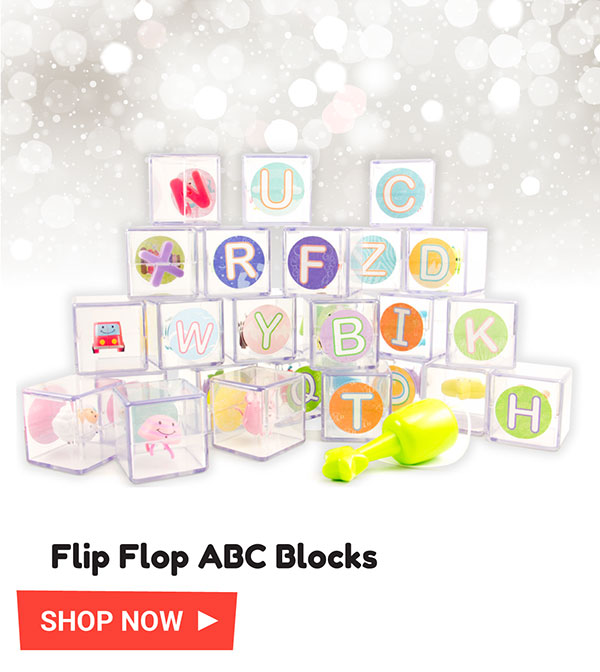 N U C
X R F Z D
W Y B I K
Q T H
Flip Flop ABC Blocks
SHOP NOW